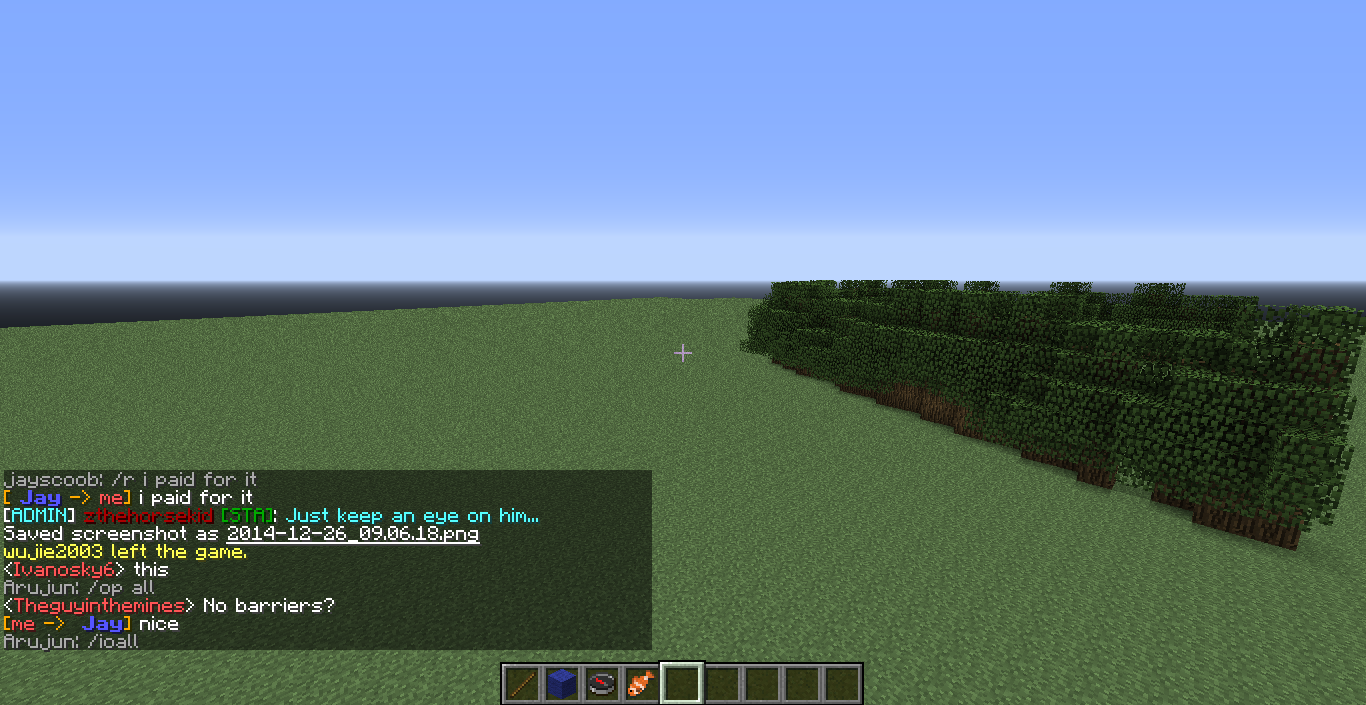 jayscoob: /r i paid for it
[ Jay -> me] i paid for it
[ADMIN] zthehorsekid [STA]: Just keep an eye on him...
Saved screenshot as 2014-12-26_09.06.18.png
wujie2003 left the game.
<Ivanosky6> this
Arujun: /op all
<Theguyinthemines> No barriers?
[me ->  Jay] nice
Arujun: /ioall